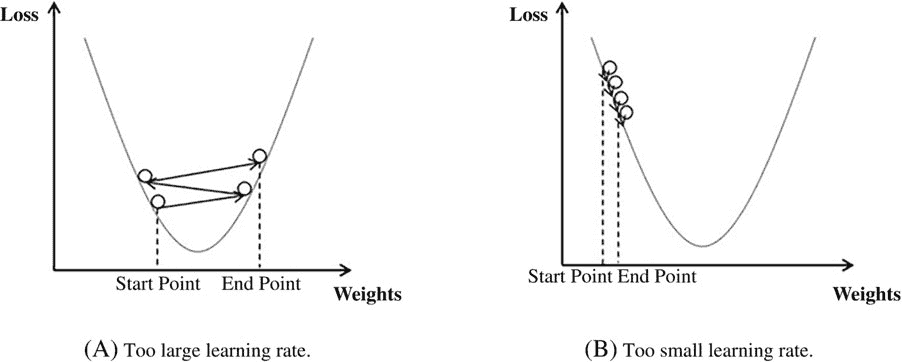 Loss
Start Point End Point
Weights
(A) Too large learning rate.
Loss
Start Point End Point
Weights
(B) Too small learning rate.